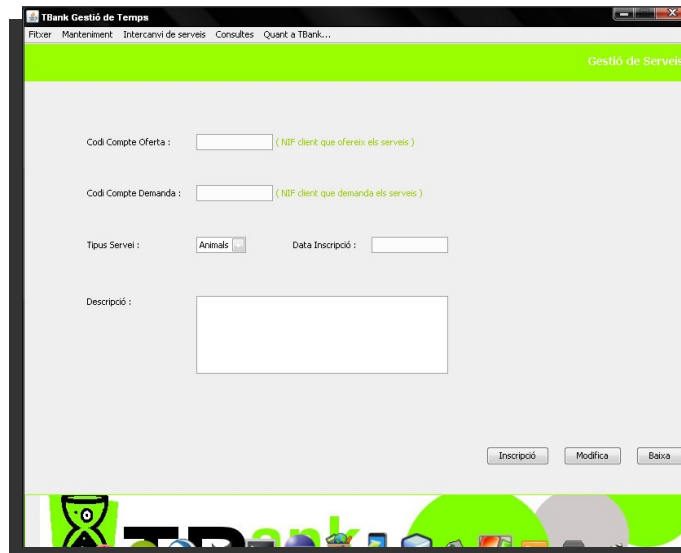 TBank Gestió de Temps
Fitxer Manteniment Intercanvi de serveis Consultes Quant a TBank...
Gestió de Serveis
Codi Compte Oferta : ( NIF client que ofereix els serveis )
Codi Compte Demanda : ( NIF client que demanda els serveis )
Tipus Servei : Animals Data Inscripció :
Descripció :
Inscripció Modifica Baixa
TBank